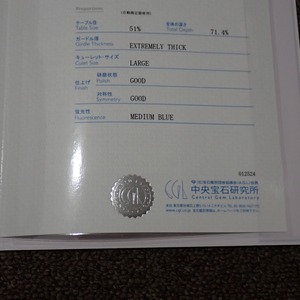 Proportions
テーブル径 全体の深さ
Table Size 51% Total Depth 71.4%
ガードル厚
Girdle Thickness EXTREMELY THICK
キューレット・サイズ
Culet Size LARGE
研磨状態
仕上げ Polish GOOD
Finish 対称性
Symmetry GOOD
蛍光性
Fluorescence MEDIUM BLUE
012524
CGL
中央宝石研究所
Central Gem Laboratory